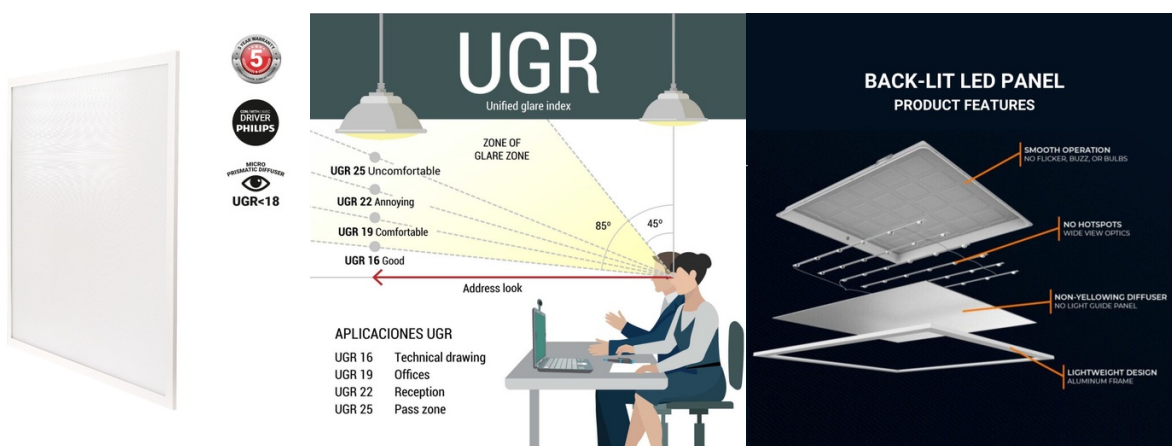 5 YEAR WARRANTY
5
DRIVER
PHILIPS
MICRO
PRISMATIC DIFFUSER
UGR<18
UGR
Unified glare index
ZONE OF
GLARE ZONE
UGR 25 Uncomfortable
UGR 22 Annoying
UGR 19 Comfortable
UGR 16 Good
85º
45º
Address look
APLICACIONES UGR
UGR 16 Technical drawing
UGR 19 Offices
UGR 22 Reception
UGR 25 Pass zone
BACK-LIT LED PANEL
PRODUCT FEATURES
SMOOTH OPERATION
NO FLICKER, BUZZ, OR BULBS
NO HOTSPOTS
WIDE VIEW OPTICS
NON-YELLOWING DIFFUSER
NO LIGHT GUIDE PANEL
LIGHTWEIGHT DESIGN
ALUMINUM FRAME